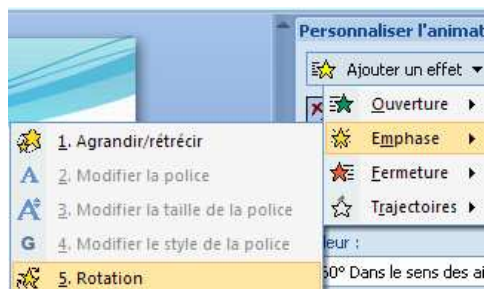 Personnaliser l'animat
Ajouter un effet
Ouverture
Emphase
Fermeture
Trajectoires
1. Agrandir/rétrécir
2. Modifier la police
3. Modifier la taille de la police
4. Modifier le style de la police
5. Rotation
eur :
60° Dans le sens des ai